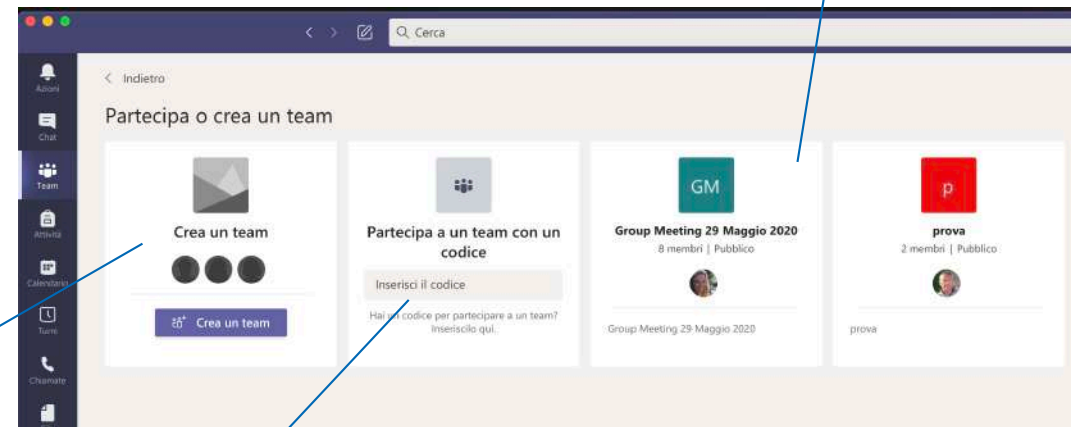 Cerca
Azioni
Chat
Team
Attività
Calendario
Turni
Chiamate
Indietro
Partecipa o crea un team
Crea un team
Crea un team
Partecipa a un team con un
codice
Inserisci il codice
Hai un codice per partecipare a un team?
Inseriscilo qui.
GM
Group Meeting 29 Maggio 2020
8 membri | Pubblico
Group Meeting 29 Maggio 2020
p
prova
2 membri | Pubblico
prova